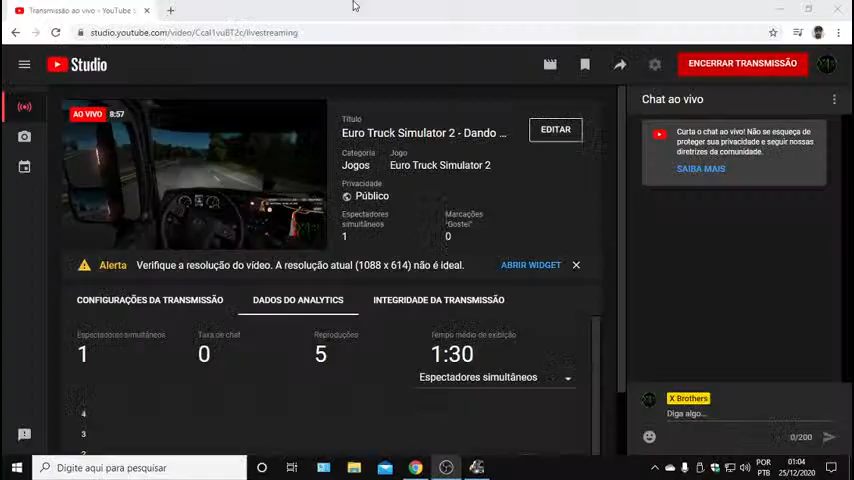 Transmissão ao vivo - YouTube
studio.youtube.com/video/Ccal1vuBT2c/livestreaming
Studio
ENCERRAR TRANSMISSÃO
AO VIVO 8:57
Título
Euro Truck Simulator 2 - Dando ...
EDITAR
Categoria
Jogo
Jogos
Euro Truck Simulator 2
Privacidade
Público
Espectadores simultâneos
Marcações "Gostei"
1
0
Alerta Verifique a resolução do vídeo. A resolução atual (1088 x 614) não é ideal. ABRIR WIDGET
CONFIGURAÇÕES DA TRANSMISSÃO DADOS DO ANALYTICS INTEGRIDADE DA TRANSMISSÃO
Espectadores simultâneos
Taxa de chat
Reproduções
Tempo médio de exibição
1
0
5
1:30
Espectadores simultâneos
4
3
2
Chat ao vivo
Curta o chat ao vivo! Não se esqueça de
proteger sua privacidade e seguir nossas
diretrizes da comunidade.
SAIBA MAIS
X Brothers
Diga algo...
0/200
Digite aqui para pesquisar
POR
PTB
01:04
25/12/2020